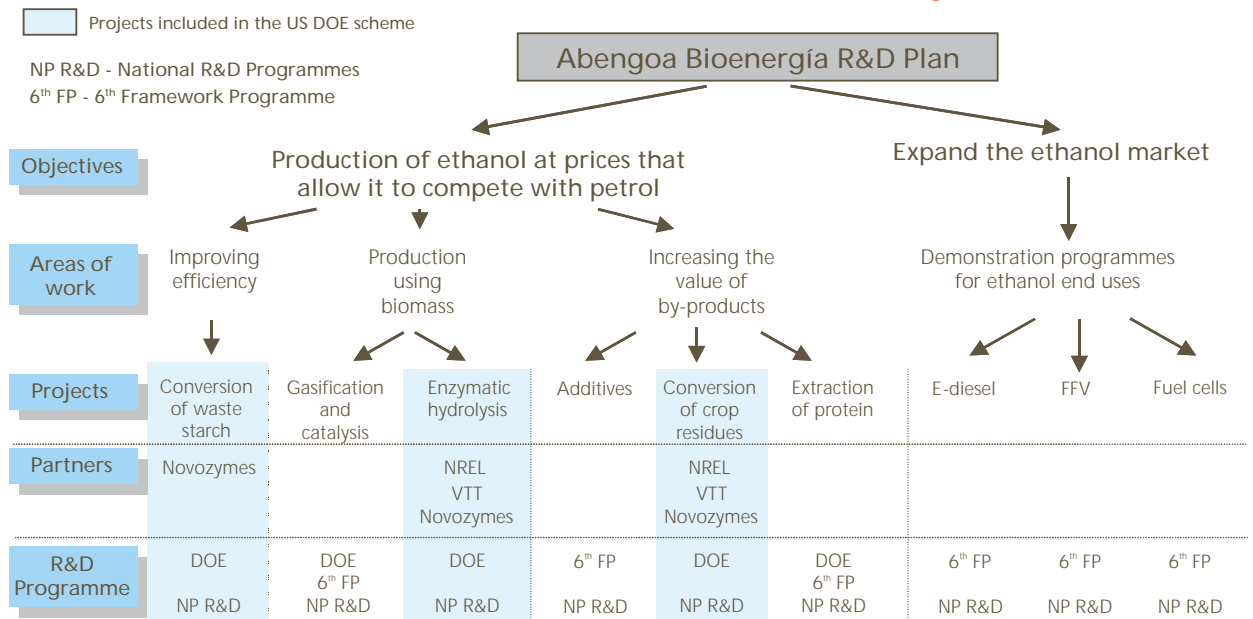 Projects included in the US DOE scheme
NP R&D - National R&D Programmes
6th FP - 6th Framework Programme
Abengoa Bioenergía R&D Plan
Objectives
Production of ethanol at prices that
allow it to compete with petrol
Expand the ethanol market
Areas of
work
Improving
efficiency
Production
using
biomass
Increasing the
value of
by-products
Demonstration programmes
for ethanol end uses
Projects
Conversion
of waste
starch
Gasification
and
catalysis
Enzymatic
hydrolysis
Additives
Conversion
of crop
residues
Extraction
of protein
E-diesel
FFV
Fuel cells
Partners
Novozymes
NREL
VTT
Novozymes
NREL
VTT
Novozymes
R&D
Programme
DOE
NP R&D
DOE
6th FP
NP R&D
DOE
NP R&D
6th FP
NP R&D
DOE
NP R&D
DOE
6th FP
NP R&D
6th FP
NP R&D
6th FP
NP R&D
6th FP
NP R&D